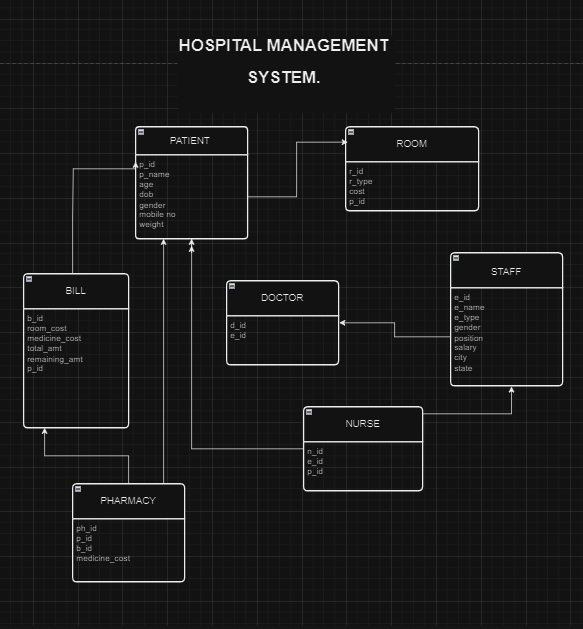 HOSPITAL MANAGEMENT
SYSTEM.
PATIENT
p_id
p_name
age
dob
gender
mobile no
weight
ROOM
r_id
r_type
cost
p_id
BILL
b_id
room_cost
medicine_cost
total_amt
remaining_amt
p_id
DOCTOR
d_id
e_id
STAFF
e_id
e_name
e_type
gender
position
salary
city
state
NURSE
n_id
e_id
p_id
PHARMACY
ph_id
p_id
b_id
medicine_cost